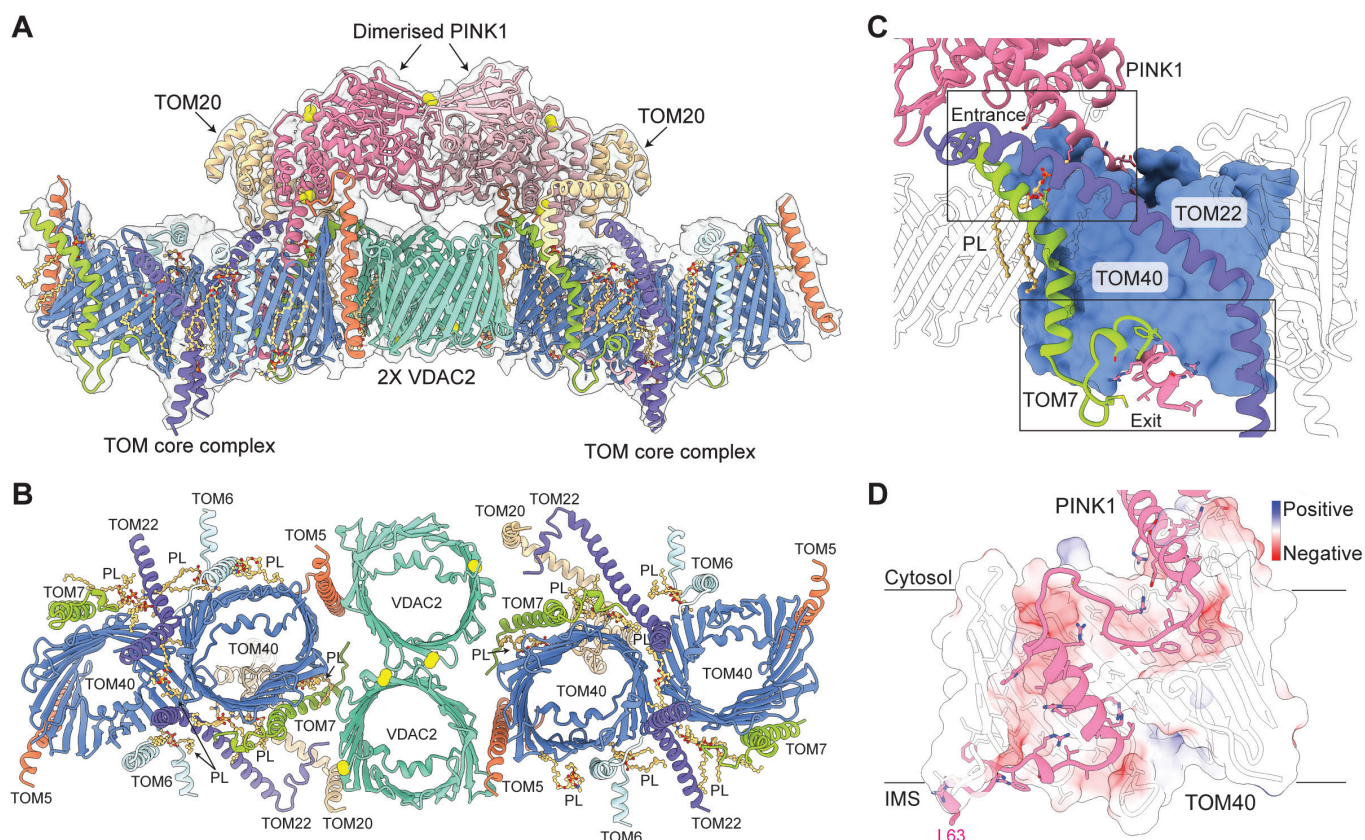 A
Dimerised PINK1
TOM20
TOM20
2X VDAC2
TOM core complex
TOM core complex
B
TOM6
TOM22
PL
TOM5
PL
PL
TOM7
TOM40
TOM40
PL
TOM7
TOM6
PL
PL
TOM5
TOM22
TOM20
VDAC2
VDAC2
TOM22
TOM20
TOM6
TOM5
PL
PL
TOM7
PL
PL
TOM40
TOM40
TOM7
TOM5
PL
PL
PL
TOM6
TOM22
C
PINK1
Entrance
TOM22
PL
TOM40
TOM7
Exit
D
PINK1
Positive
Negative
Cytosol
IMS
TOM40
L63